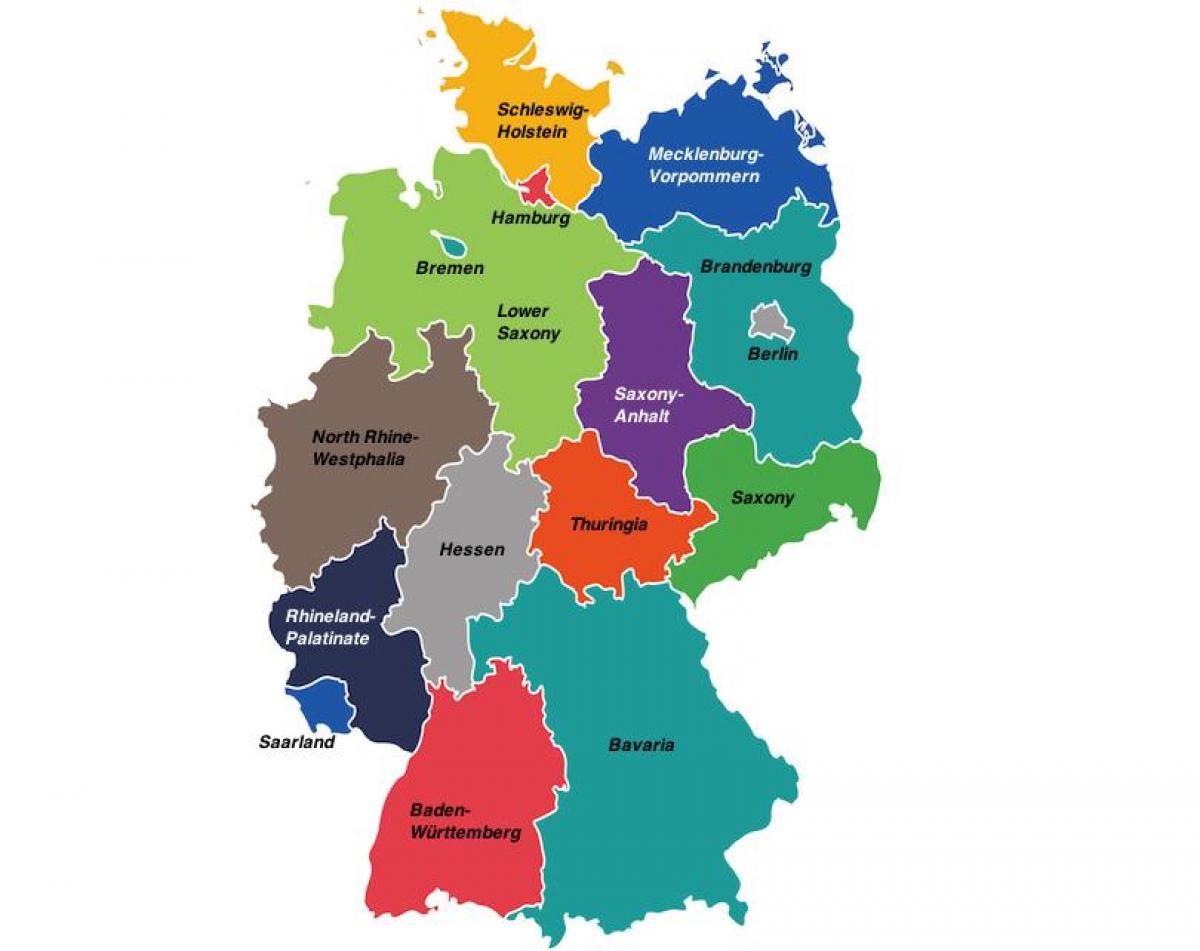 Schleswig-
Holstein
Mecklenburg-
Vorpommern
Hamburg
Bremen
Brandenburg
Lower
Saxony
Berlin
Saxony-
Anhalt
North Rhine-
Westphalia
Saxony
Thuringia
Hessen
Rhineland-
Palatinate
Saarland
Bavaria
Baden-
Württemberg